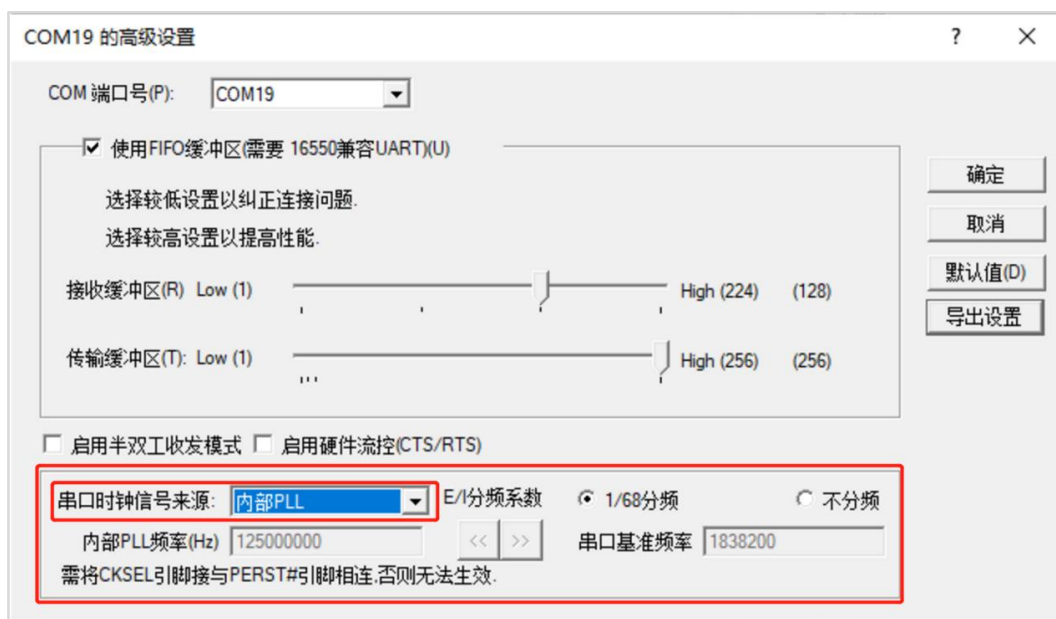 COM19 的高级设置
? ×
COM 端口号(P): COM19
使用FIFO缓冲区(需要 16550兼容UART)(U)
选择较低设置以纠正连接问题.
选择较高设置以提高性能.
接收缓冲区(R) Low (1) High (224) (128)
传输缓冲区(T): Low (1) High (256) (256)
确定
取消
默认值(D)
导出设置
启用半双工收发模式 启用硬件流控(CTS/RTS)
串口时钟信号来源: 内部PLL E/I分频系数 1/68分频 不分频
内部PLL频率(Hz) 125000000 << >> 串口基准频率 1838200
需将CKSEL引脚接与PERST#引脚相连,否则无法生效.